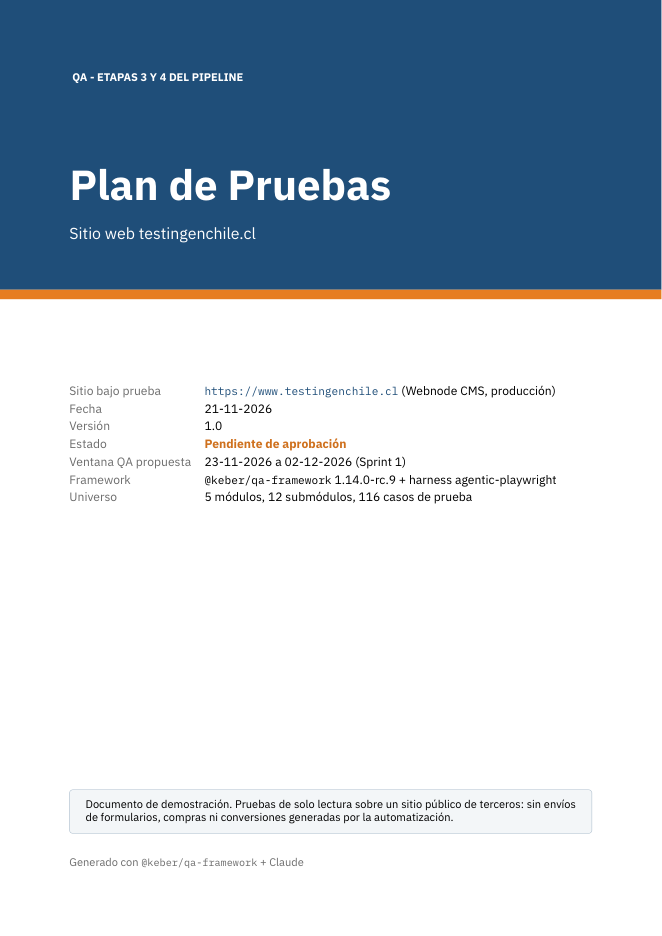 QA - ETAPAS 3 Y 4 DEL PIPELINE
Plan de Pruebas
Sitio web testingenchile.cl
Sitio bajo prueba https://www.testingenchile.cl (Webnode CMS, producción)
Fecha 21-11-2026
Versión 1.0
Estado Pendiente de aprobación
Ventana QA propuesta 23-11-2026 a 02-12-2026 (Sprint 1)
Framework @keber/qa-framework 1.14.0-rc.9 + harness agentic-playwright
Universo 5 módulos, 12 submódulos, 116 casos de prueba
Documento de demostración. Pruebas de solo lectura sobre un sitio público de terceros: sin envíos
de formularios, compras ni conversiones generadas por la automatización.
Generado con @keber/qa-framework + Claude